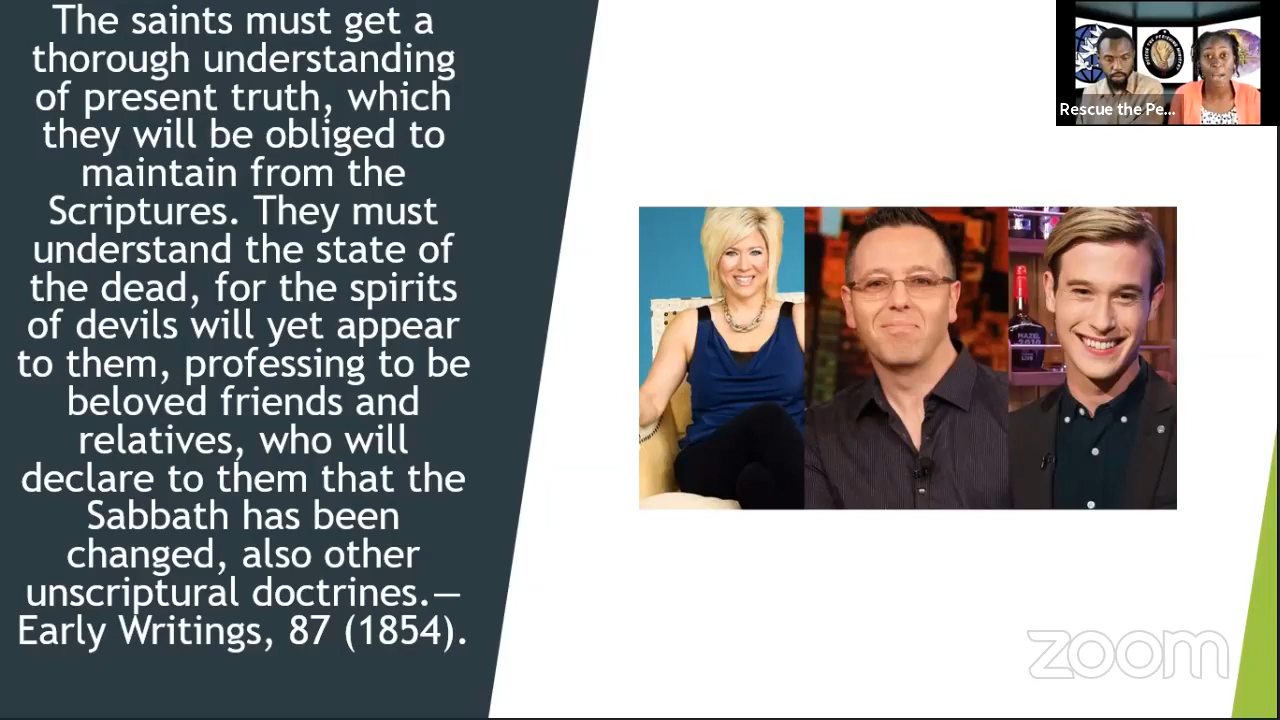 The saints must get a
thorough understanding
of present truth, which
they will be obliged to
maintain from the
Scriptures. They must
understand the state of
the dead, for the spirits
of devils will yet appear
to them, professing to be
beloved friends and
relatives, who will
declare to them that the
Sabbath has been
changed, also other
unscriptural doctrines.—
Early Writings, 87 (1854).
Rescue the Pe...
zoom